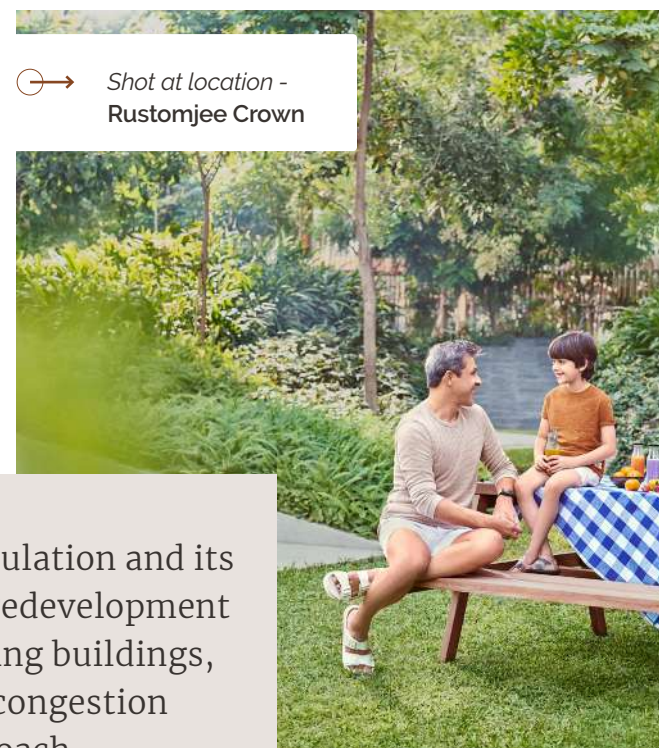 Shot at location -
Rustomjee Crown
ulation and its
edevelopment
ng buildings,
congestion